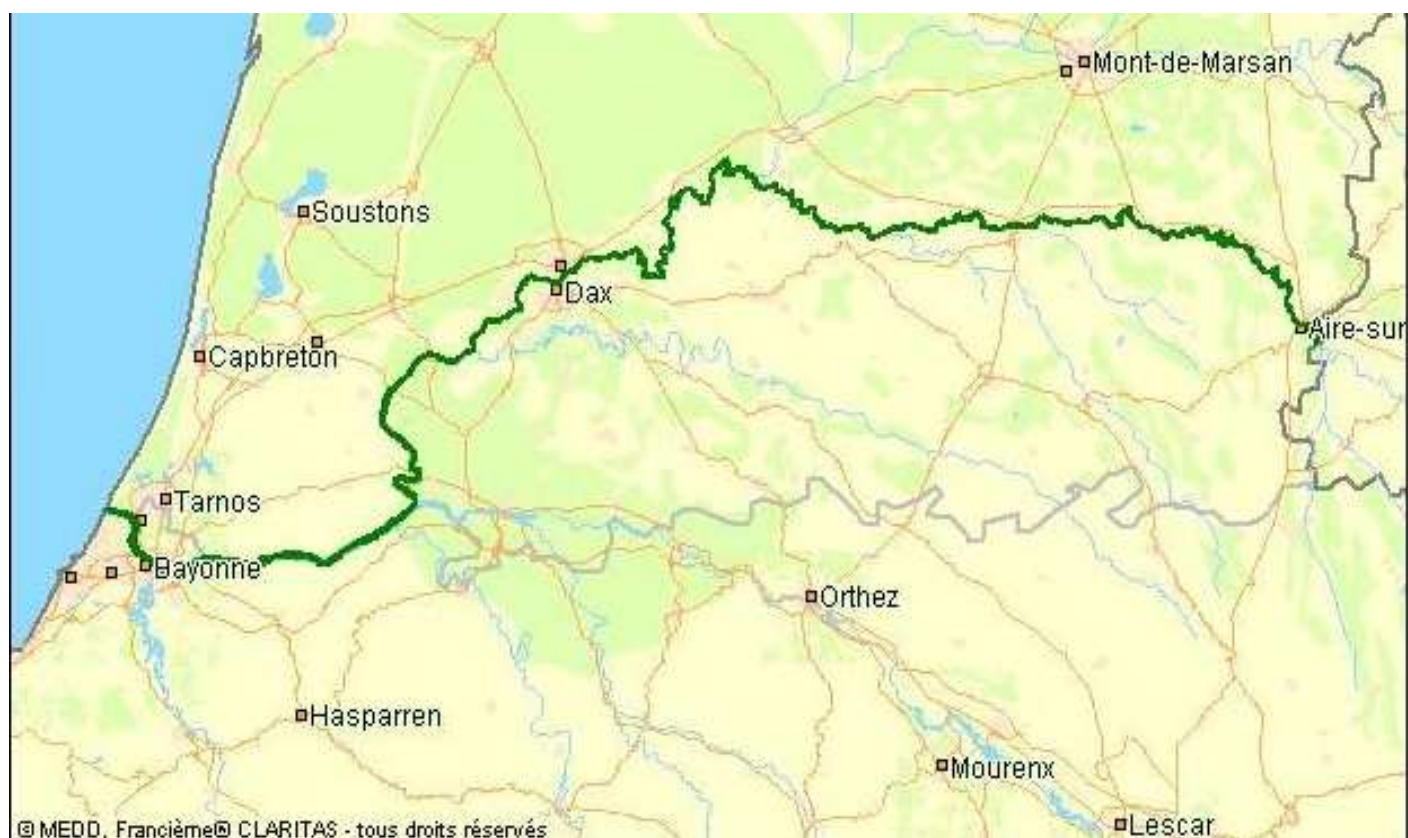 Mont-de-Marsan
Soustons
Dax
Aire-sur
Capbreton
Tarnos
Bayonne
Orthez
Hasparren
Mourenx
Lescar
© MEDD, Francième® CLARITAS - tous droits réservés